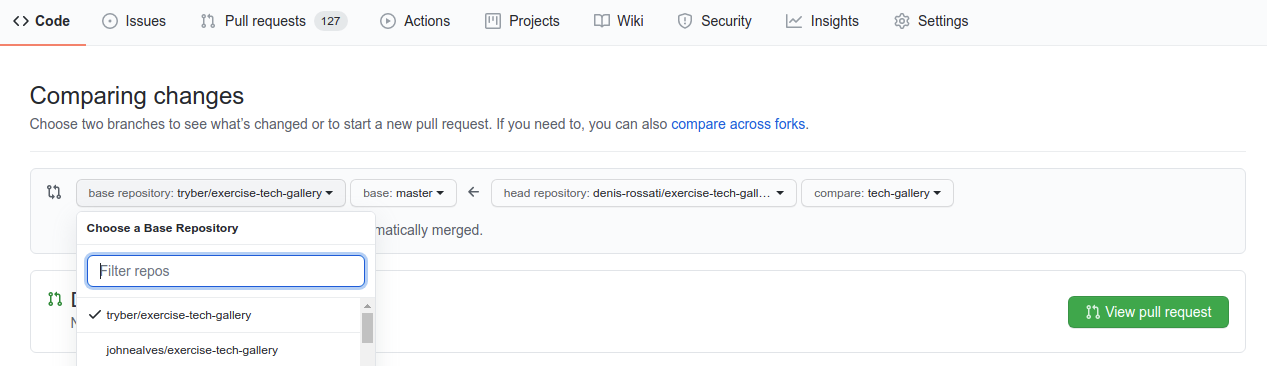 Code Issues Pull requests 127 Actions Projects Wiki Security Insights Settings
Comparing changes
Choose two branches to see what's changed or to start a new pull request. If you need to, you can also compare across forks.
base repository: tryber/exercise-tech-gallery base: master ← head repository: denis-rossati/exercise-tech-gall… compare: tech-gallery
Choose a Base Repository
matically merged.
Filter repos
tryber/exercise-tech-gallery
View pull request
johnealves/exercise-tech-gallery